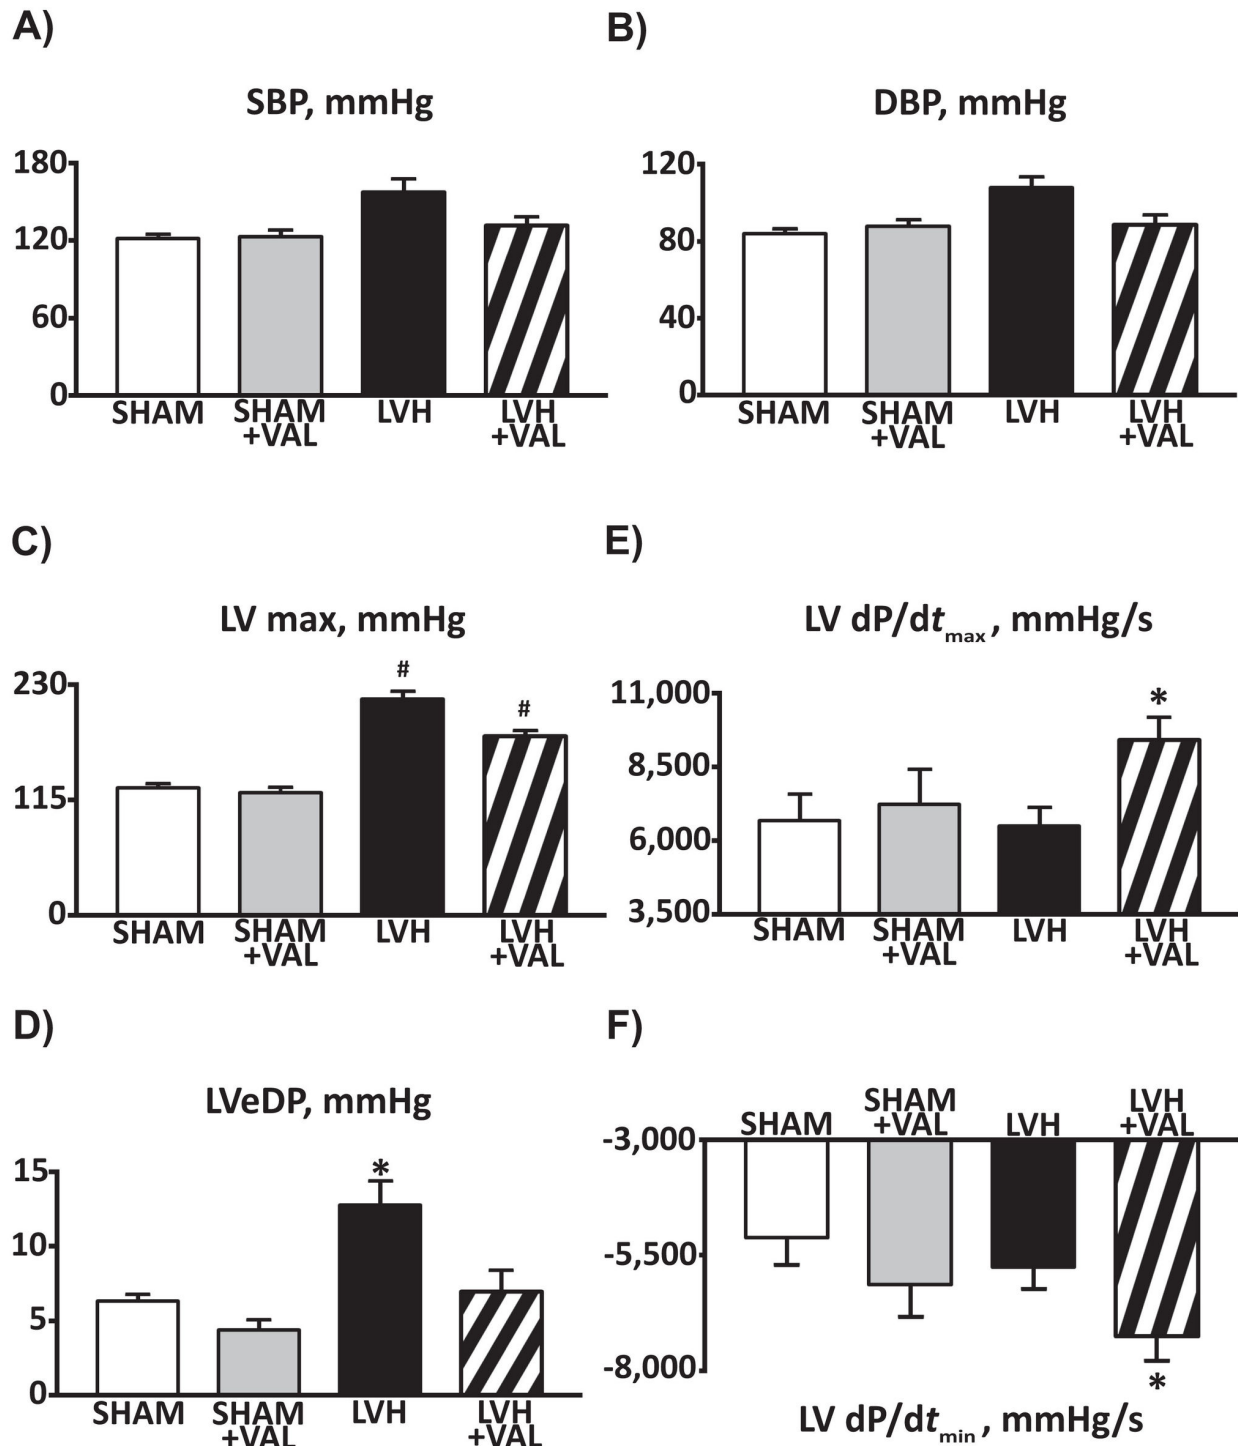 A)
SBP, mmHg
180
120
60
0
SHAM
SHAM
+VAL
LVH
LVH
+VAL
B)
DBP, mmHg
120
80
40
0
SHAM
SHAM
+VAL
LVH
LVH
+VAL
C)
LV max, mmHg
230
115
0
#
#
SHAM
SHAM
+VAL
LVH
LVH
+VAL
E)
LV dP/dtmax, mmHg/s
11,000
8,500
6,000
3,500
*
SHAM
SHAM
+VAL
LVH
LVH
+VAL
D)
LVeDP, mmHg
15
10
5
0
*
SHAM
SHAM
+VAL
LVH
LVH
+VAL
F)
SHAM
SHAM
+VAL
LVH
LVH
+VAL
-3,000
-5,500
-8,000
*
LV dP/dtmin, mmHg/s